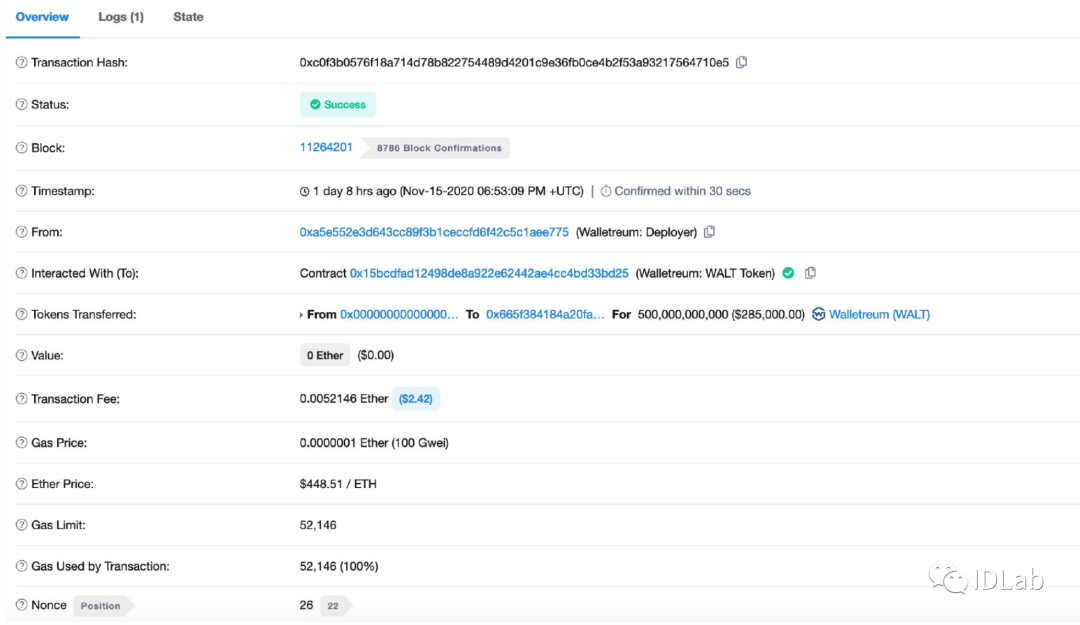 Overview Logs (1) State
Transaction Hash: 0xc0f3b0576f18a714d78b822754489d4201c9e36fb0ce4b2f53a93217564710e5
Status: Success
Block: 11264201 8786 Block Confirmations
Timestamp: 1 day 8 hrs ago (Nov-15-2020 06:53:09 PM +UTC) | Confirmed within 30 secs
From: 0xa5e552e3d643cc89f3b1ceccfd6f42c5c1aee775 (Walletreum: Deployer)
Interacted With (To): Contract 0x15bcdfad12498de8a922e62442ae4cc4bd33bd25 (Walletreum: WALT Token)
Tokens Transferred: From 0x00000000000000... To 0x665f384184a20fa... For 500,000,000,000 ($285,000.00) Walletreum (WALT)
Value: 0 Ether ($0.00)
Transaction Fee: 0.0052146 Ether ($2.42)
Gas Price: 0.0000001 Ether (100 Gwei)
Ether Price: $448.51 / ETH
Gas Limit: 52,146
Gas Used by Transaction: 52,146 (100%)
Nonce Position 26 22
IDLab